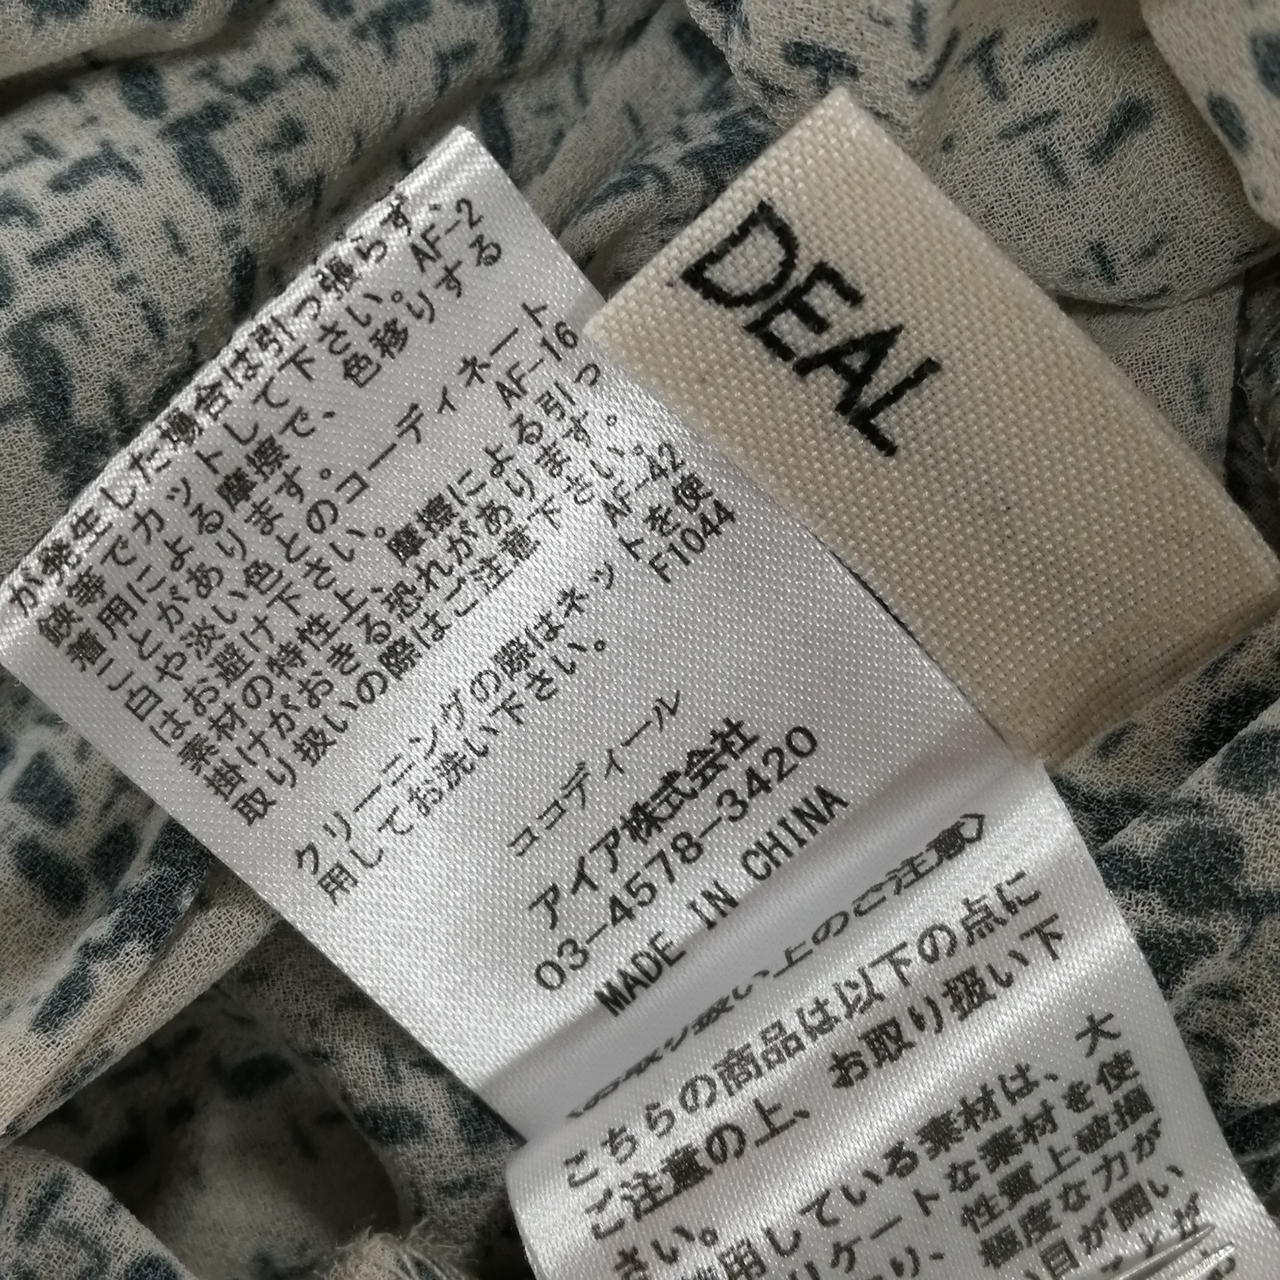 DEAL
が発生した場合は引っ張らず、
鋏等でカットして下さい。AF-2
着用による摩擦で、色移りする
ことがあります。
白や淡い色とのコーディネート
はお避け下さい。AF-16
素材の特性上、摩擦による引っ
掛けがおきる恐れがあります。
取り扱いの際はご注意下さい。AF-42
クリーニングの際はネットを使
用してお洗い下さい。F1044
ココディール
アイア株式会社
03-4578-3420
MADE IN CHINA
〈お取り扱い上のご注意〉
こちらの商品は以下の点に
ご注意の上、お取り扱い下
さい。
使用している素材は、大
リケートな素材を使
り、性質上破損
極度な力が
目が開い